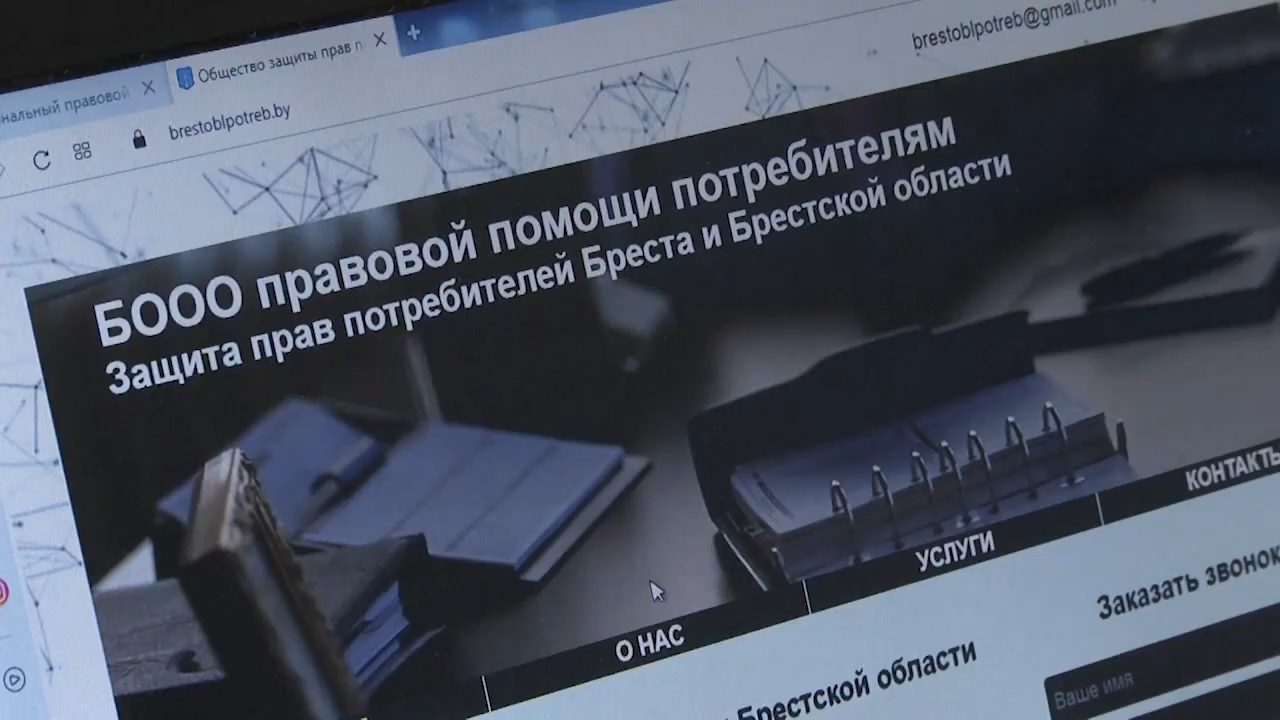 Общество защиты прав
нальный правовой
brestoblpotreb.by
brestoblpotreb@gmail.com
БООО правовой помощи потребителям
Защита прав потребителей Бреста и Брестской области
О НАС
УСЛУГИ
КОНТАКТЫ
Заказать звонок
Брестской области
Ваше имя